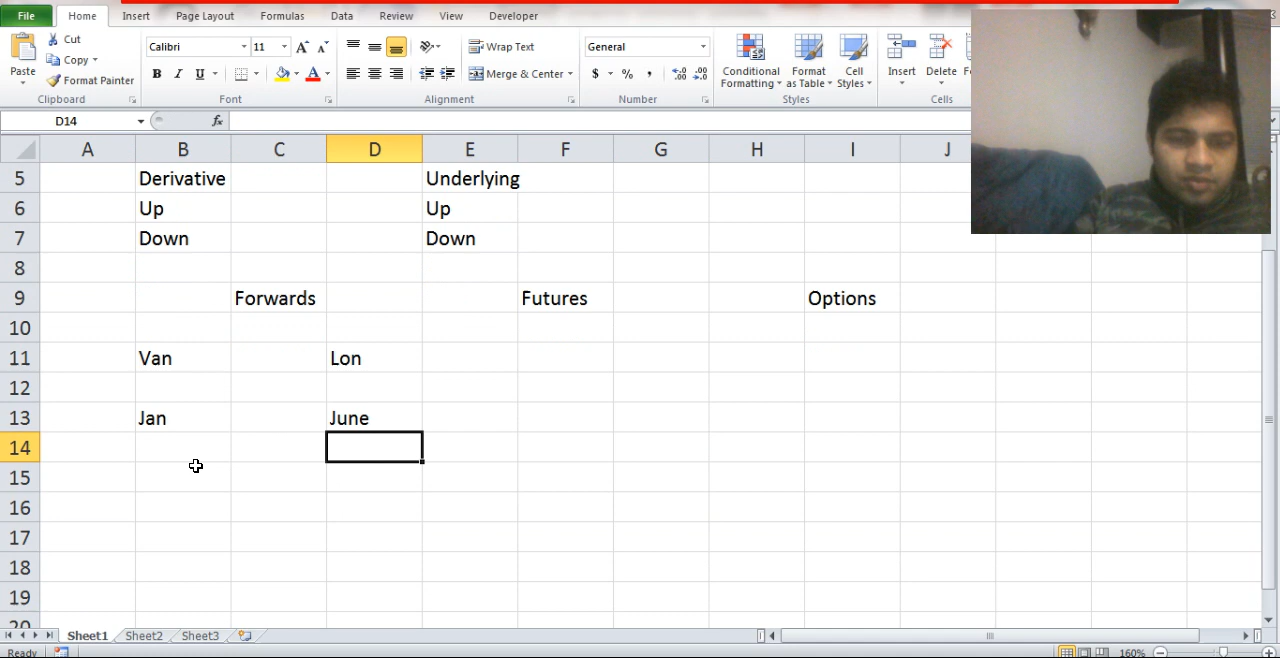 File Home Insert Page Layout Formulas Data Review View Developer
Paste Cut Calibri 11 A A Wrap Text General Conditional Formatting Format as Table Cell Styles Insert Delete
Copy
Format Painter B I U A Merge & Center $ % , .00 .0
Clipboard Font Alignment Number Styles Cells
D14 fx
A B C D E F G H I J
5 Derivative Underlying
6 Up Up
7 Down Down
8
9 Forwards Futures Options
10
11 Van Lon
12
13 Jan June
14
15
16
17
18
19
20
Sheet1 Sheet2 Sheet3
Ready 160%